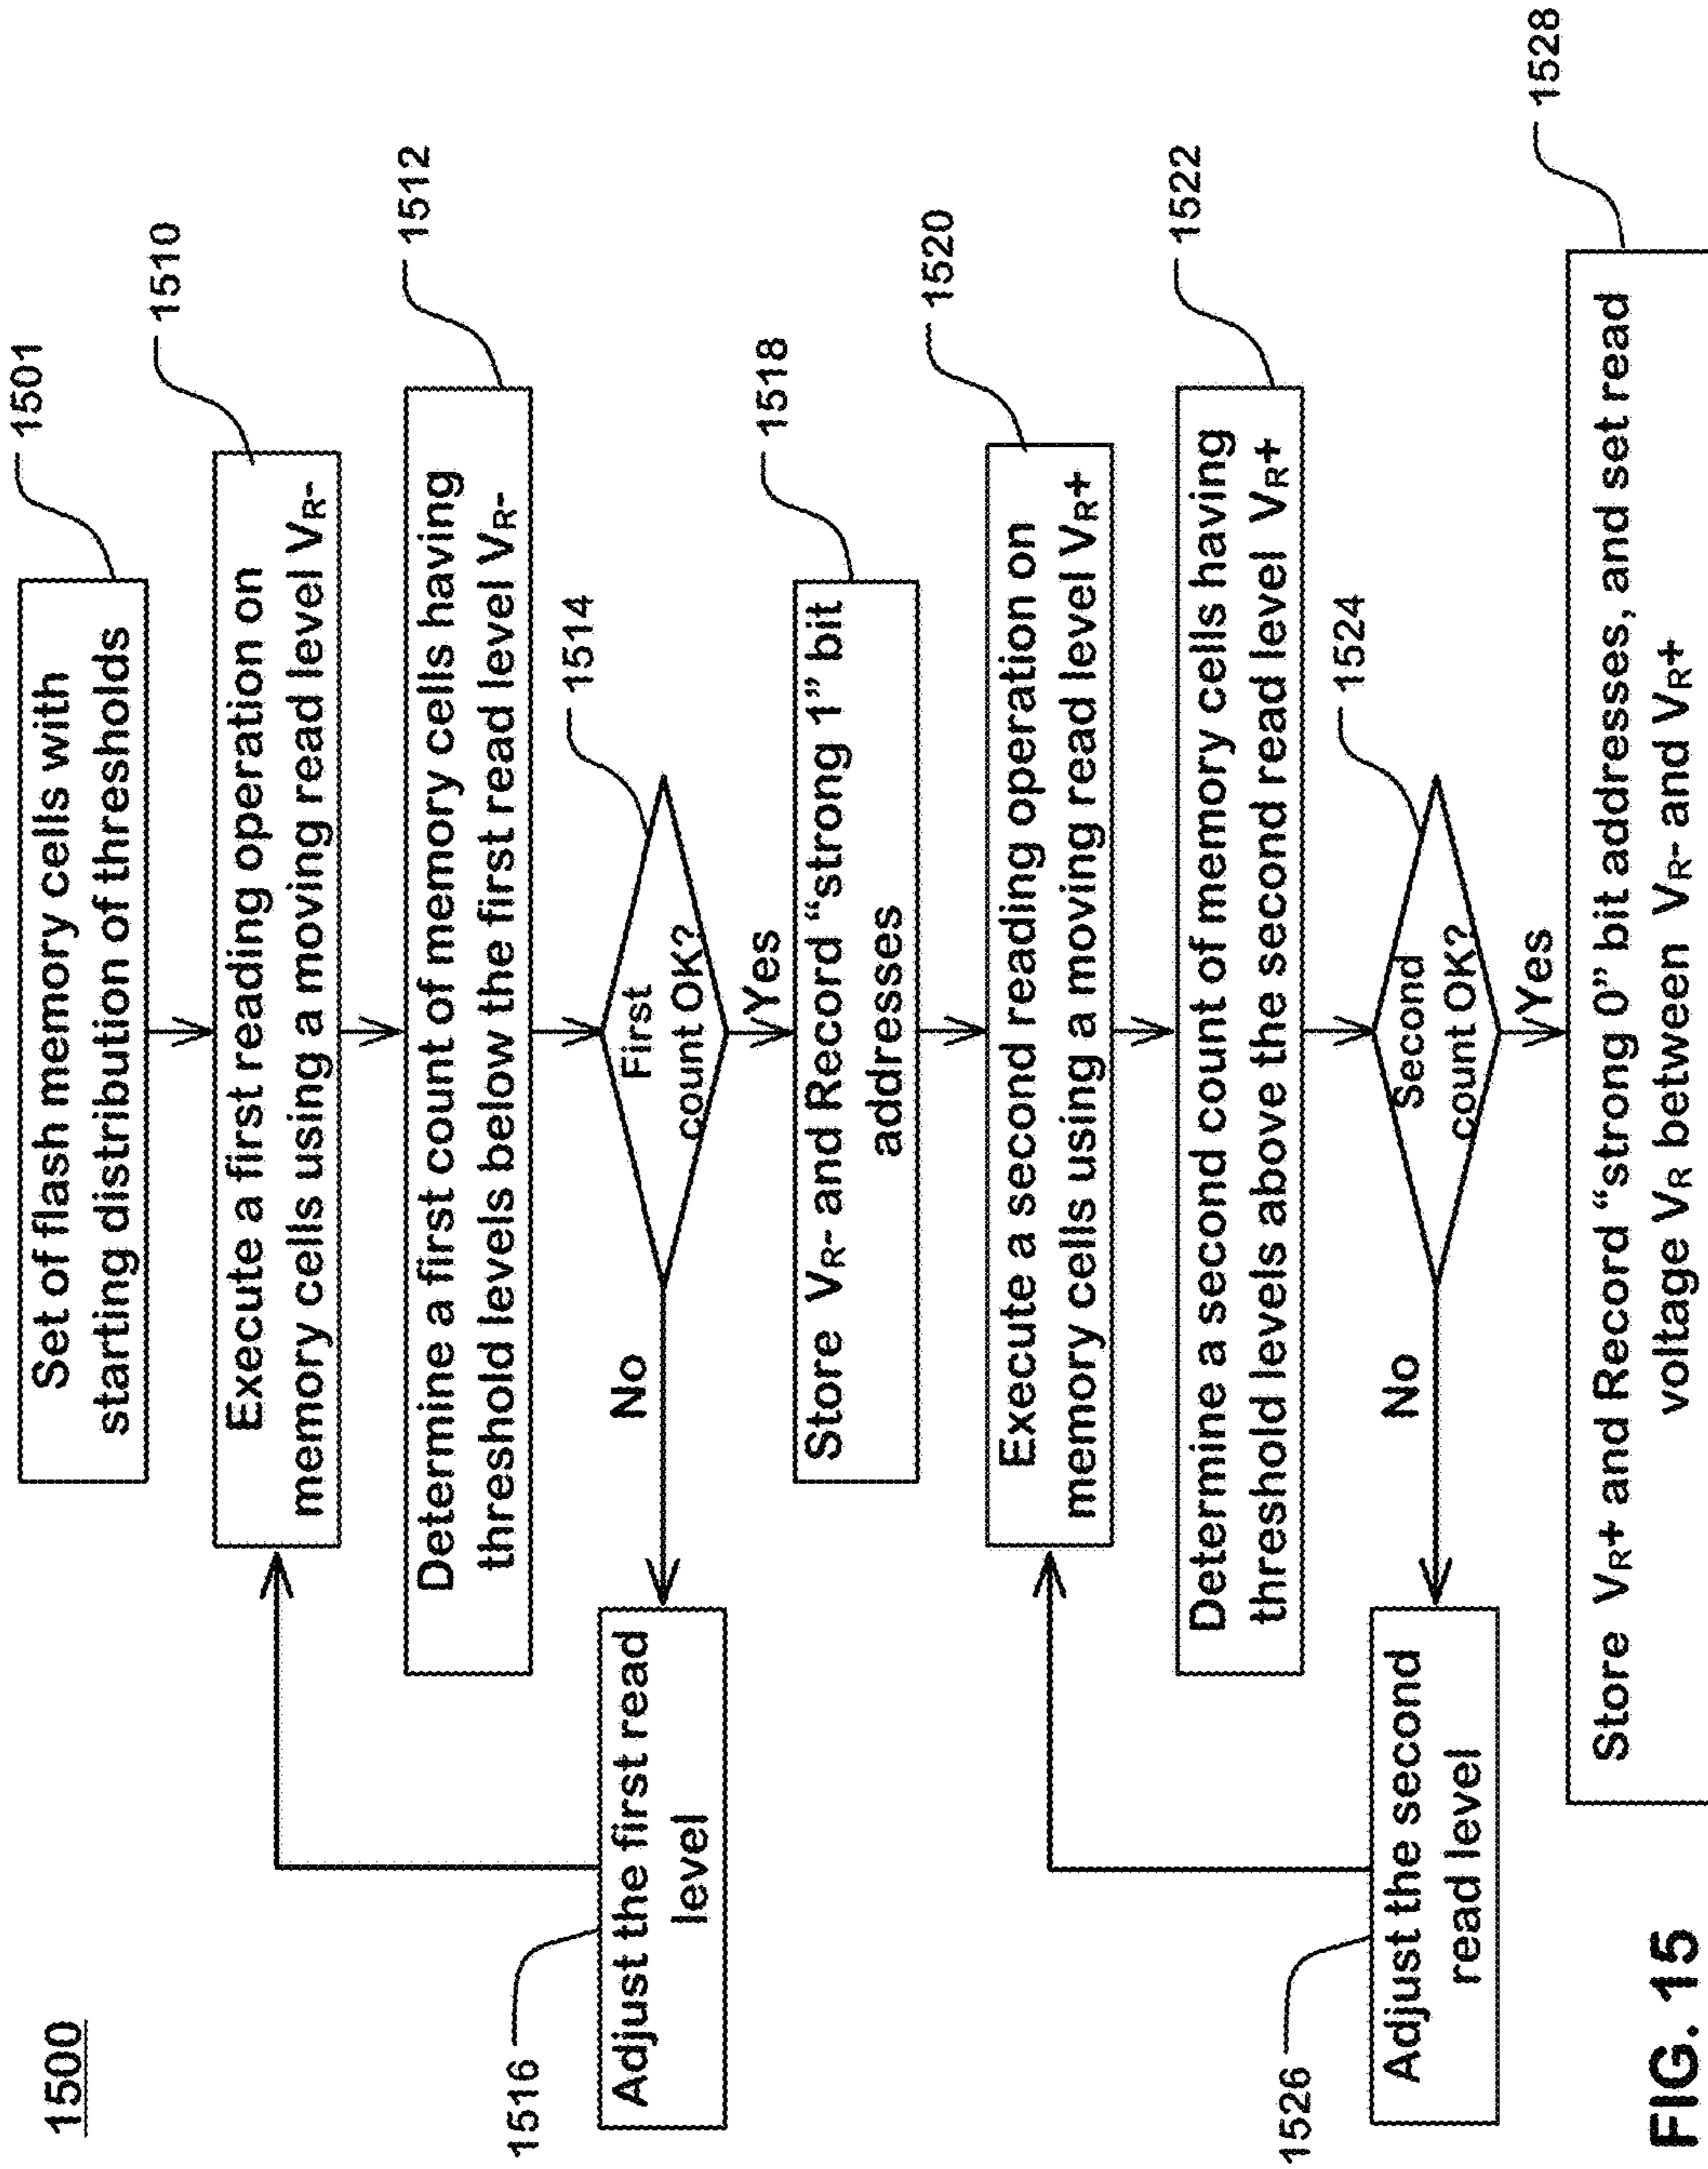 1500
1501
Set of flash memory cells with
starting distribution of thresholds
1510
Execute a first reading operation on
memory cells using a moving read level VR-
1512
Determine a first count of memory cells having
threshold levels below the first read level VR-
1514
First
count OK?
No
Yes
1516
Adjust the first read
level
1518
Store VR- and Record “strong 1” bit
addresses
1520
Execute a second reading operation on
memory cells using a moving read level VR+
1522
Determine a second count of memory cells having
threshold levels above the second read level VR+
1524
Second
count OK?
No
Yes
1526
Adjust the second
read level
1528
Store VR+ and Record “strong 0” bit addresses, and set read
voltage VR between VR- and VR+
FIG. 15